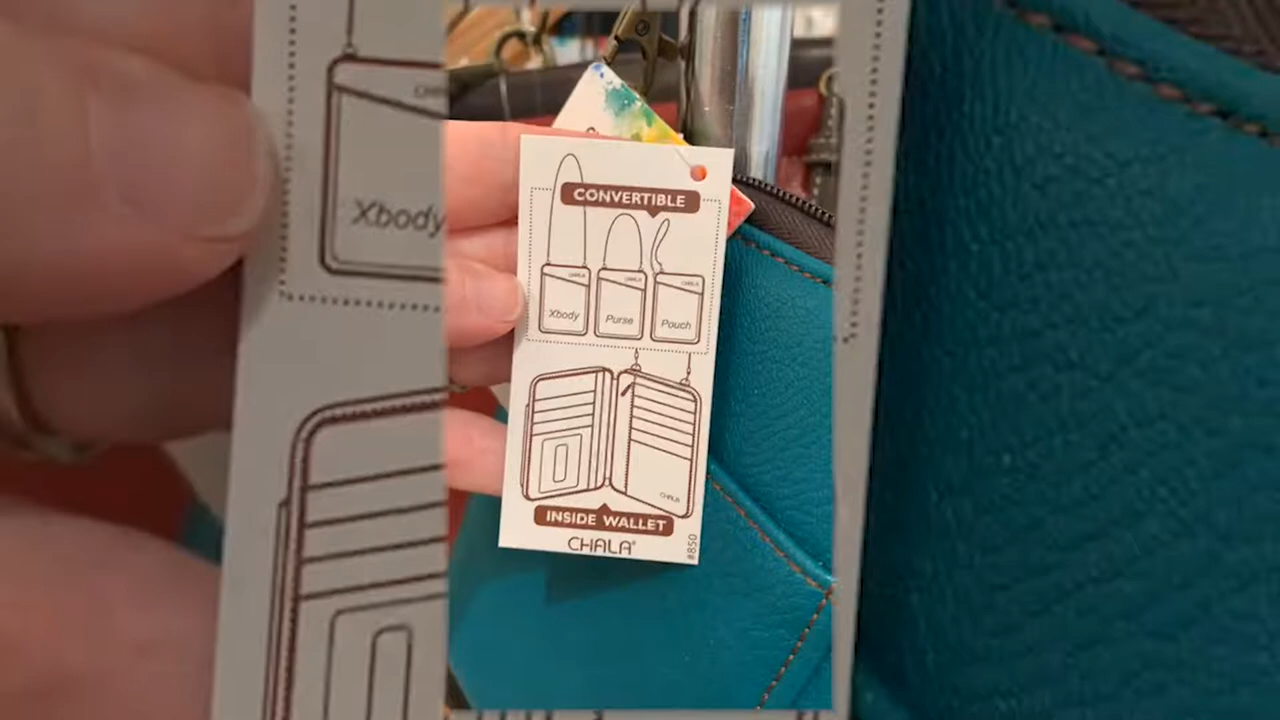 CONVERTIBLE
CHALA CHALA CHALA
Xbody Purse Pouch
CHALA
INSIDE WALLET
CHALA®
#850
Xbody